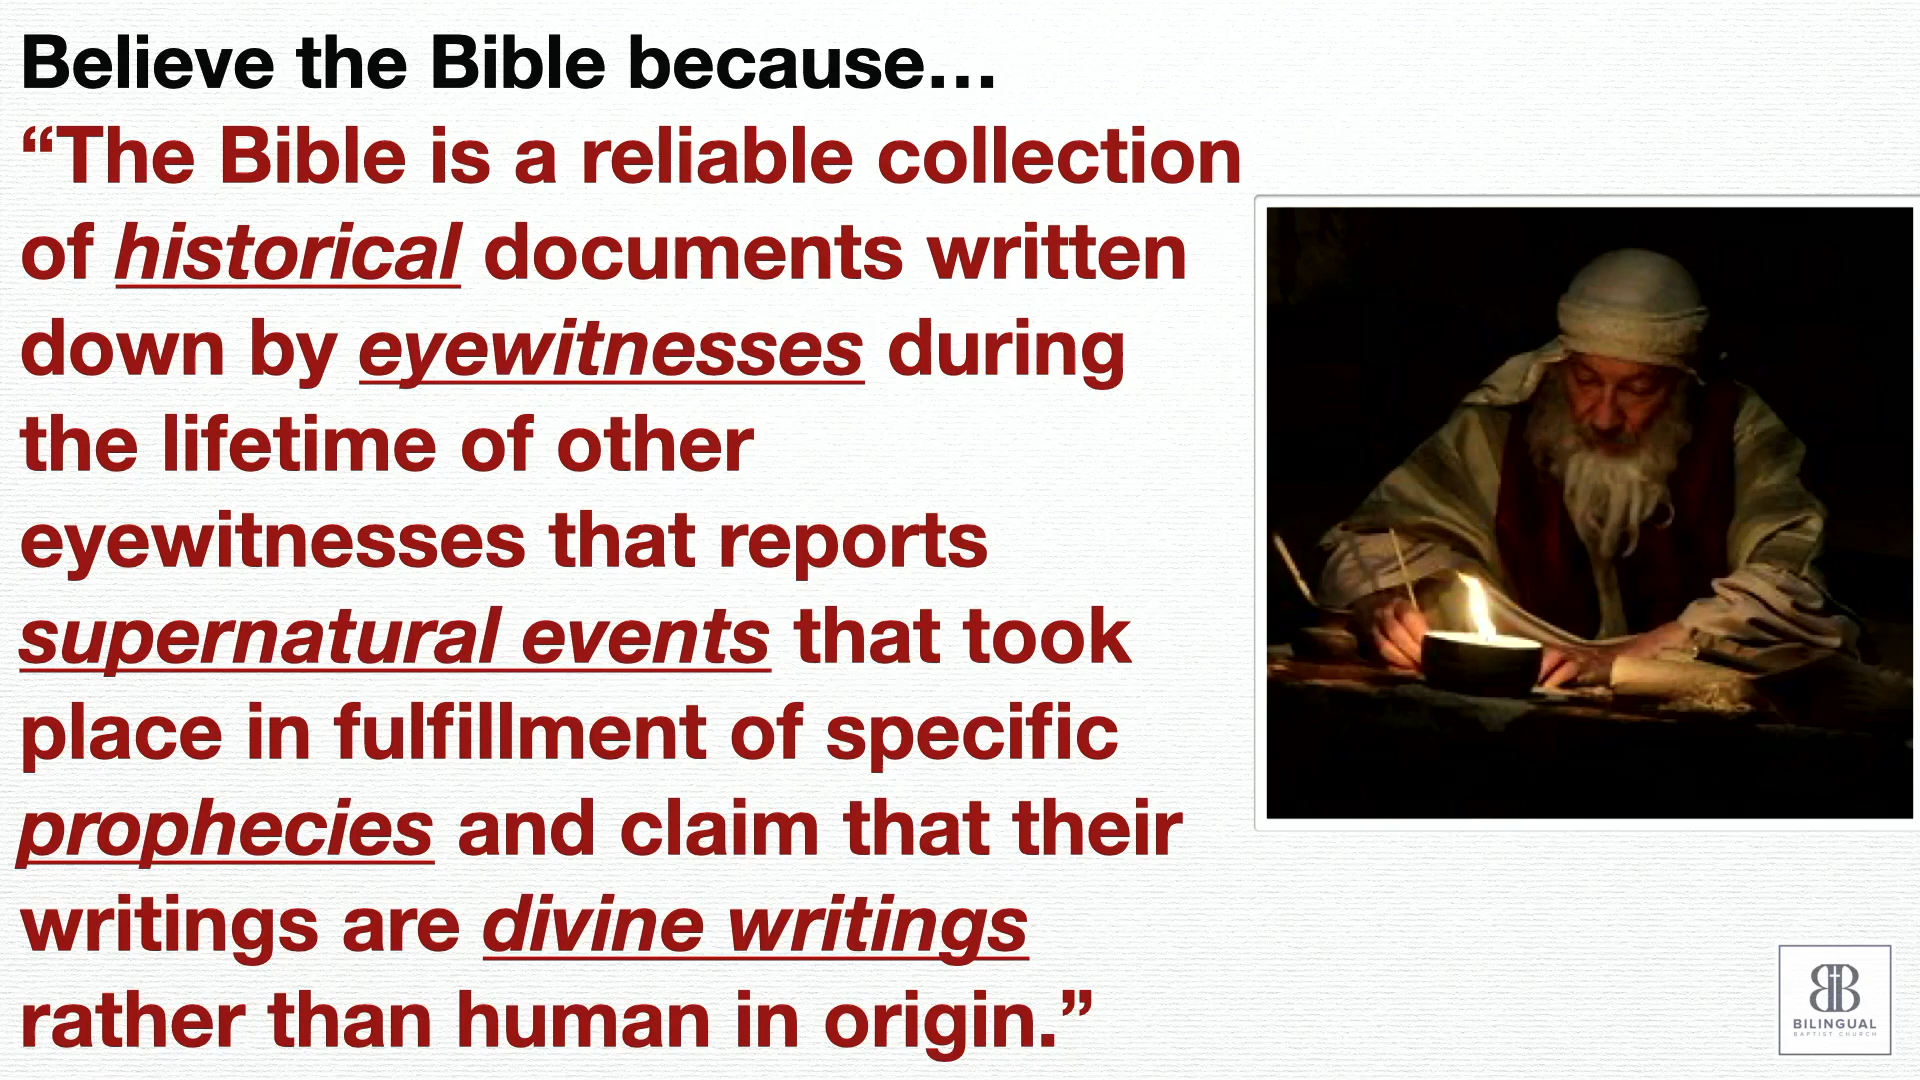 Believe the Bible because…
“The Bible is a reliable collection
of historical documents written
down by eyewitnesses during
the lifetime of other
eyewitnesses that reports
supernatural events that took
place in fulfillment of specific
prophecies and claim that their
writings are divine writings
rather than human in origin.”
BILINGUAL
BAPTIST CHURCH